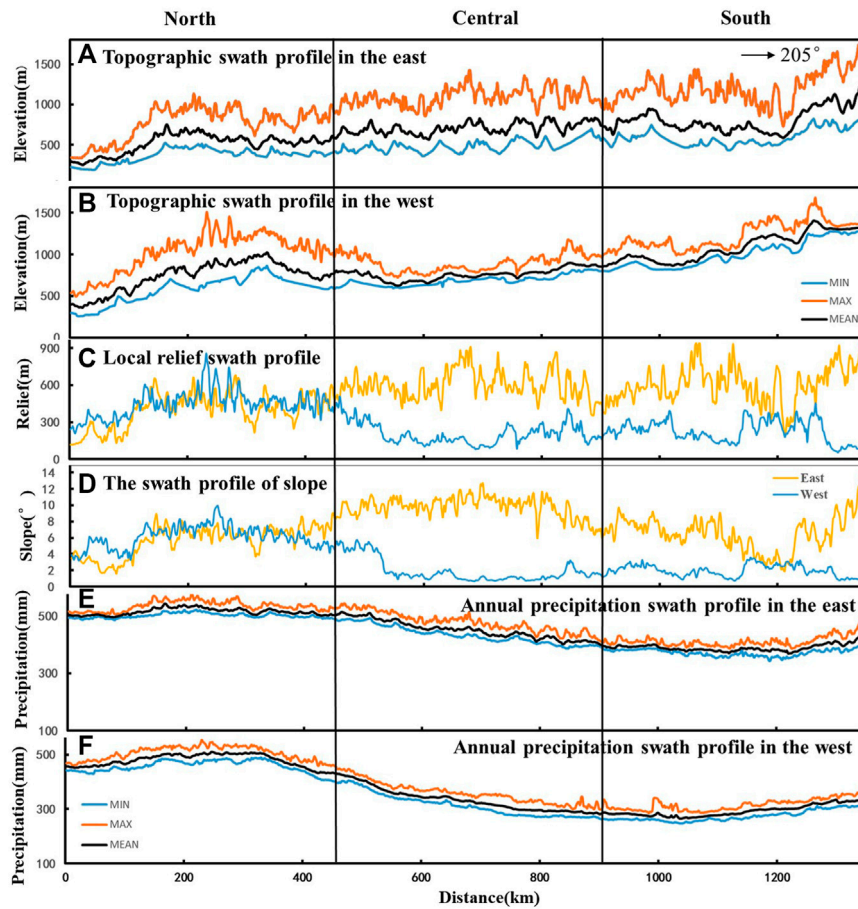 North Central South
A Topographic swath profile in the east
→ 205°
Elevation(m)
1500
1000
500
B Topographic swath profile in the west
Elevation(m)
1500
1000
500
0
MIN
MAX
MEAN
C Local relief swath profile
Relief(m)
900
600
300
0
D The swath profile of slope
Slope(°)
14
12
10
8
6
4
2
0
East
West
E Annual precipitation swath profile in the east
Precipitation(mm)
500
300
100
F Annual precipitation swath profile in the west
Precipitation(mm)
500
300
100
MIN
MAX
MEAN
0 200 400 600 800 1000 1200
Distance(km)